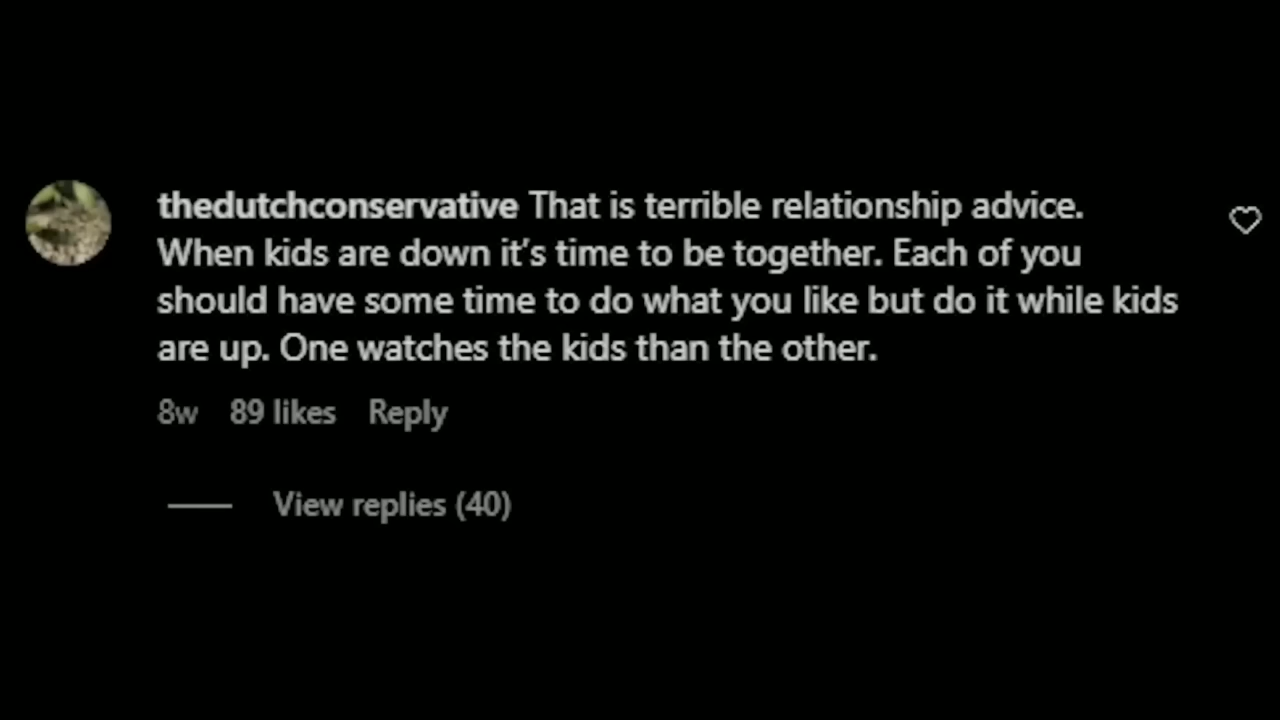 thedutchconservative That is terrible relationship advice.
When kids are down it's time to be together. Each of you
should have some time to do what you like but do it while kids
are up. One watches the kids than the other.
8w 89 likes Reply
View replies (40)